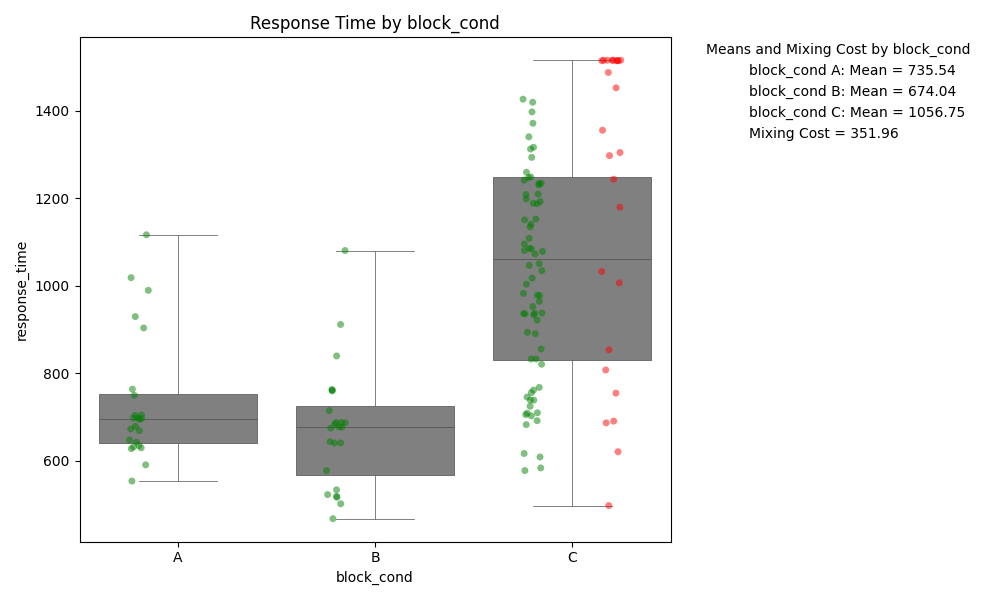 Response Time by block_cond
Means and Mixing Cost by block_cond
block_cond A: Mean = 735.54
block_cond B: Mean = 674.04
block_cond C: Mean = 1056.75
Mixing Cost = 351.96
response_time
1400
1200
1000
800
600
A
B
C
block_cond